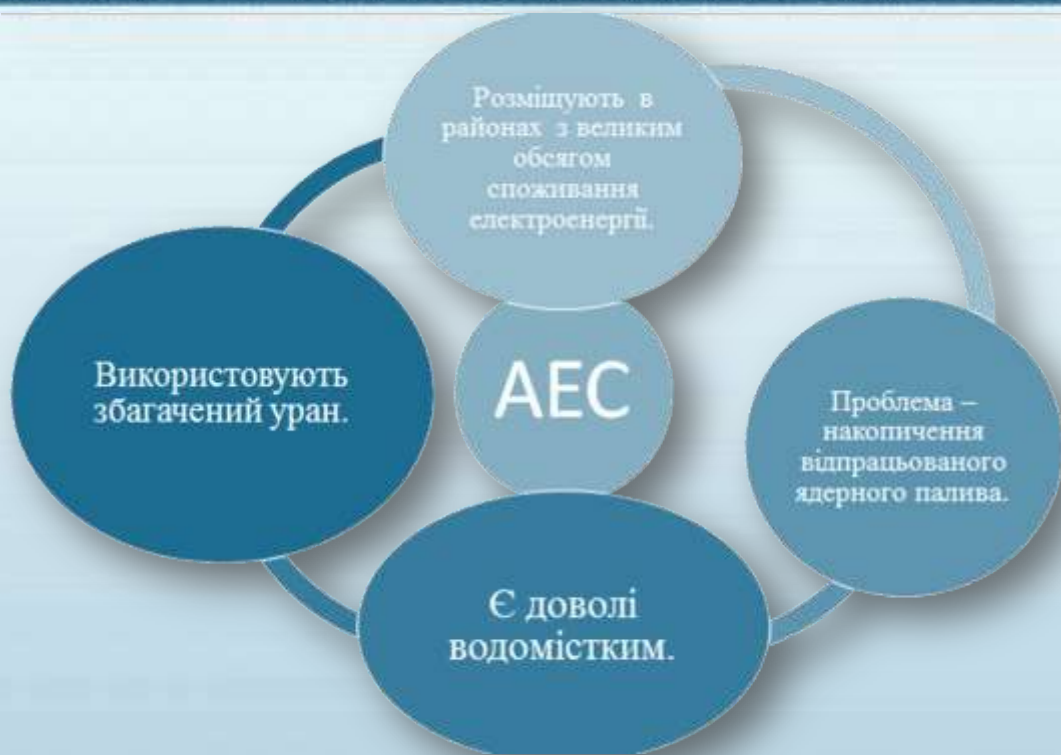 Розміщують в
районах з великим
обсягом
споживання
електроенергії.
Використовують
збагачений уран.
АЕС
Проблема –
накопичення
відпрацьованого
ядерного палива.
Є доволі
водомістким.